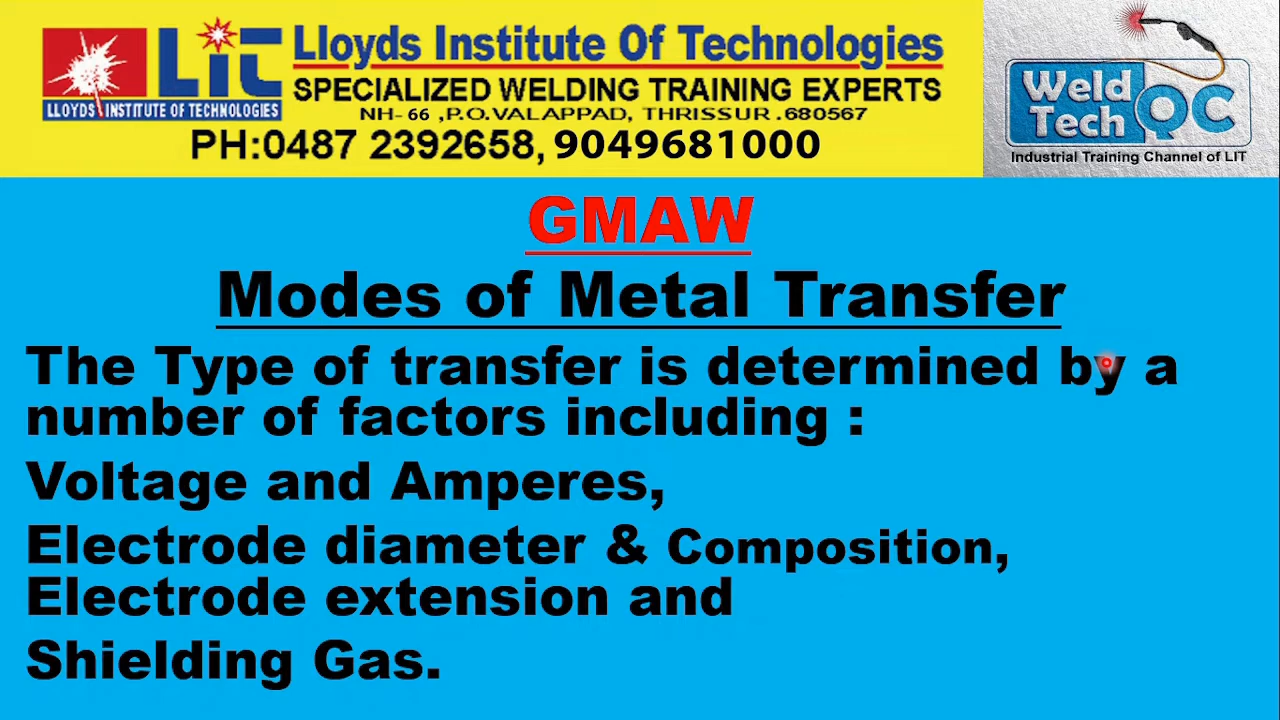 LiT
LLOYDS INSTITUTE OF TECHNOLOGIES
Lloyds Institute Of Technologies
SPECIALIZED WELDING TRAINING EXPERTS
NH- 66 ,P.O.VALAPPAD, THRISSUR .680567
PH:0487 2392658, 9049681000
Weld
Tech QC
Industrial Training Channel of LIT
GMAW
Modes of Metal Transfer
The Type of transfer is determined by a
number of factors including :
Voltage and Amperes,
Electrode diameter & Composition,
Electrode extension and
Shielding Gas.